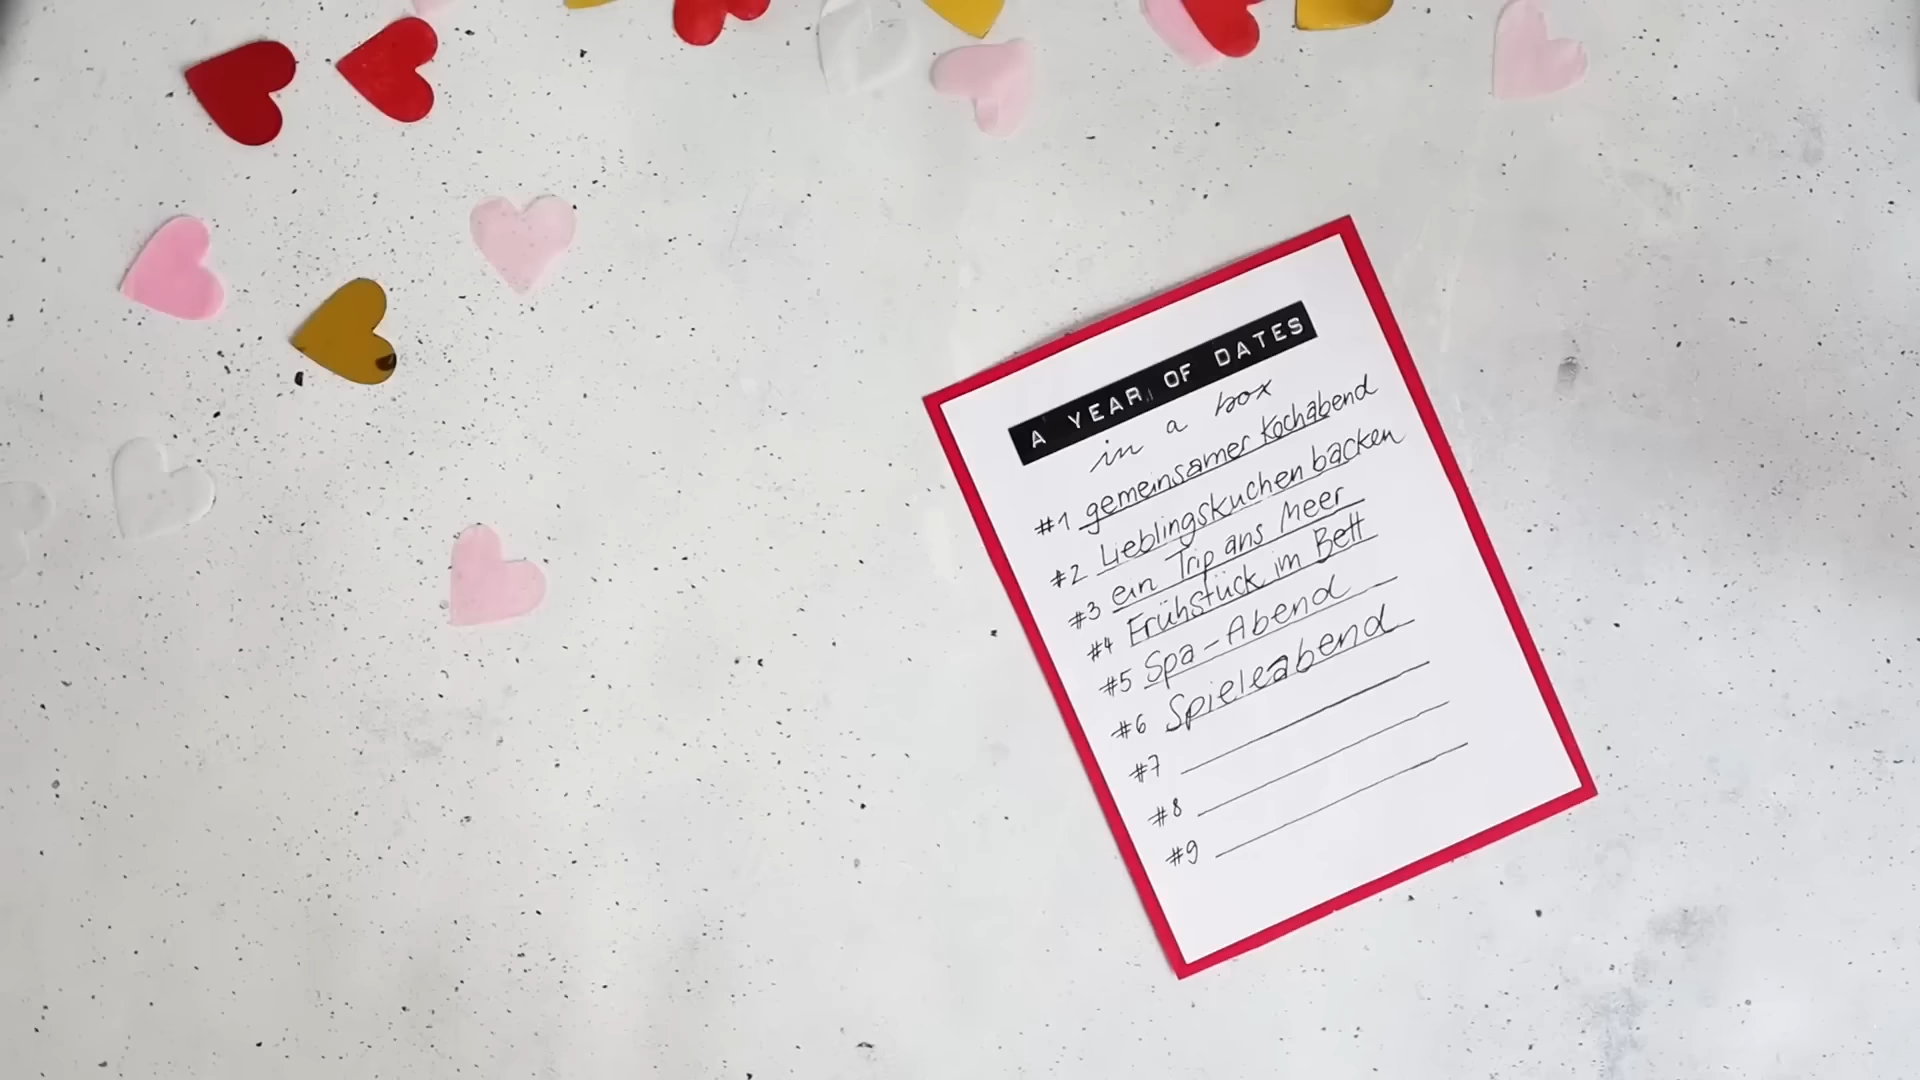 A YEAR OF DATES
in a box
#1 gemeinsamer Kochabend
#2 Lieblingskuchen backen
#3 ein Trip ans Meer
#4 Frühstück im Bett
#5 Spa-Abend
#6 Spieleabend
#7
#8
#9